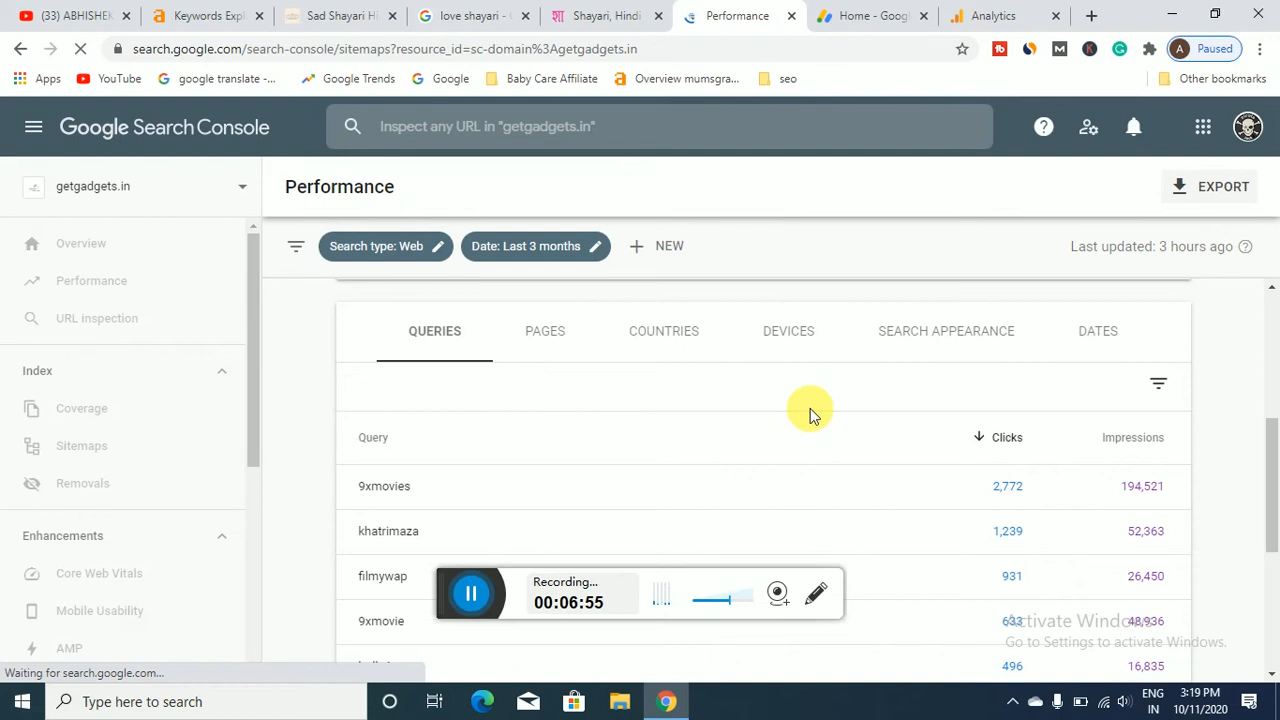 (33) ABHISHEK
Keywords Expl
Sad Shayari Hi
love shayari -
Shayari, Hindi
Performance
Home - Googl
Analytics
search.google.com/search-console/sitemaps?resource_id=sc-domain%3Agetgadgets.in
A Paused
Apps
YouTube
google translate -...
Google Trends
Google
Baby Care Affiliate
Overview mumsgra...
seo
Other bookmarks
Google Search Console
Inspect any URL in "getgadgets.in"
getgadgets.in
Performance
EXPORT
Search type: Web
Date: Last 3 months
NEW
Last updated: 3 hours ago
Overview
Performance
URL inspection
Index
Coverage
Sitemaps
Removals
Enhancements
Core Web Vitals
Mobile Usability
AMP
QUERIES
PAGES
COUNTRIES
DEVICES
SEARCH APPEARANCE
DATES
Query
Clicks
Impressions
9xmovies 2,772 194,521
khatrimaza 1,239 52,363
filmywap 931 26,450
9xmovie 633 48,936
496 16,835
Recording...
00:06:55
Activate Windows
Go to Settings to activate Windows.
Waiting for search.google.com...
Type here to search
ENG
IN
3:19 PM
10/11/2020